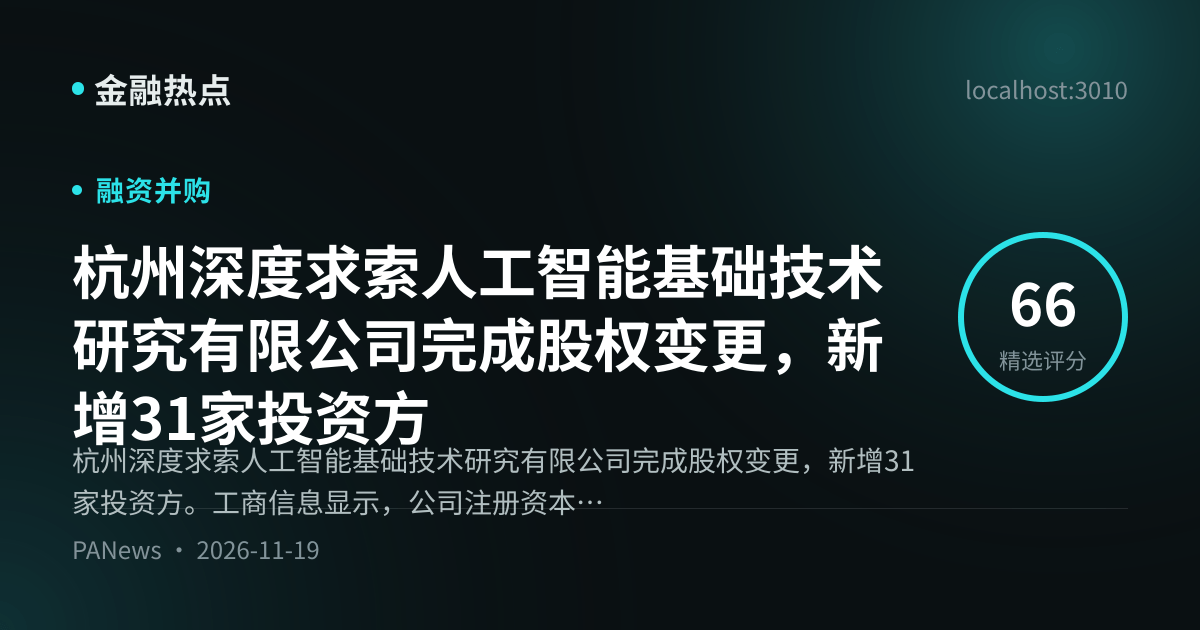 金融热点
localhost:3010
融资并购
杭州深度求索人工智能基础技术
研究有限公司完成股权变更，新
增31家投资方
66
精选评分
杭州深度求索人工智能基础技术研究有限公司完成股权变更，新增31
家投资方。工商信息显示，公司注册资本…
PANews • 2026-11-19